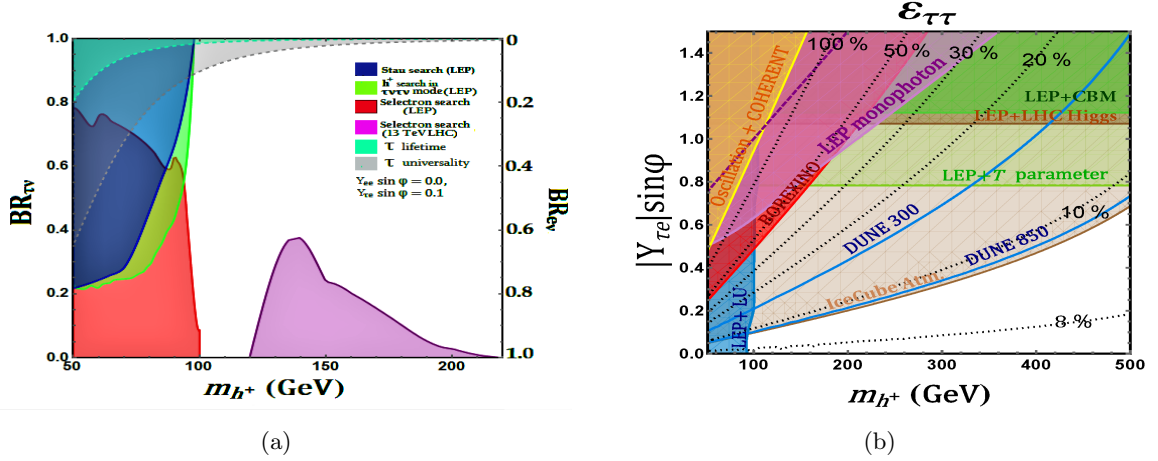 1.0
0.8
0.6
0.4
0.2
0.0
BRτν
50
100
150
200
m_h+ (GeV)
0
0.2
0.4
0.6
0.8
1.0
BReν
Stau search (LEP)
h+ search in
τντν mode(LEP)
Selectron search
(LEP)
Selectron search
(13 TeV LHC)
τ lifetime
τ universality
Yee sin φ = 0.0,
Yτe sin φ = 0.1
(a)
ετt
1.4
1.2
1.0
0.8
0.6
0.4
0.2
0.0
|Yτe|sinφ
100
200
300
400
500
m_h+ (GeV)
100 %
50 %
30 %
20 %
10 %
8 %
Oscillation + COHERENT
LEP monophoton
BOREXINO
LEP+CBM
LEP+LHC Higgs
LEP+T parameter
DUNE 300
DUNE 850
IceCube Atm.
LEP+ LU
(b)